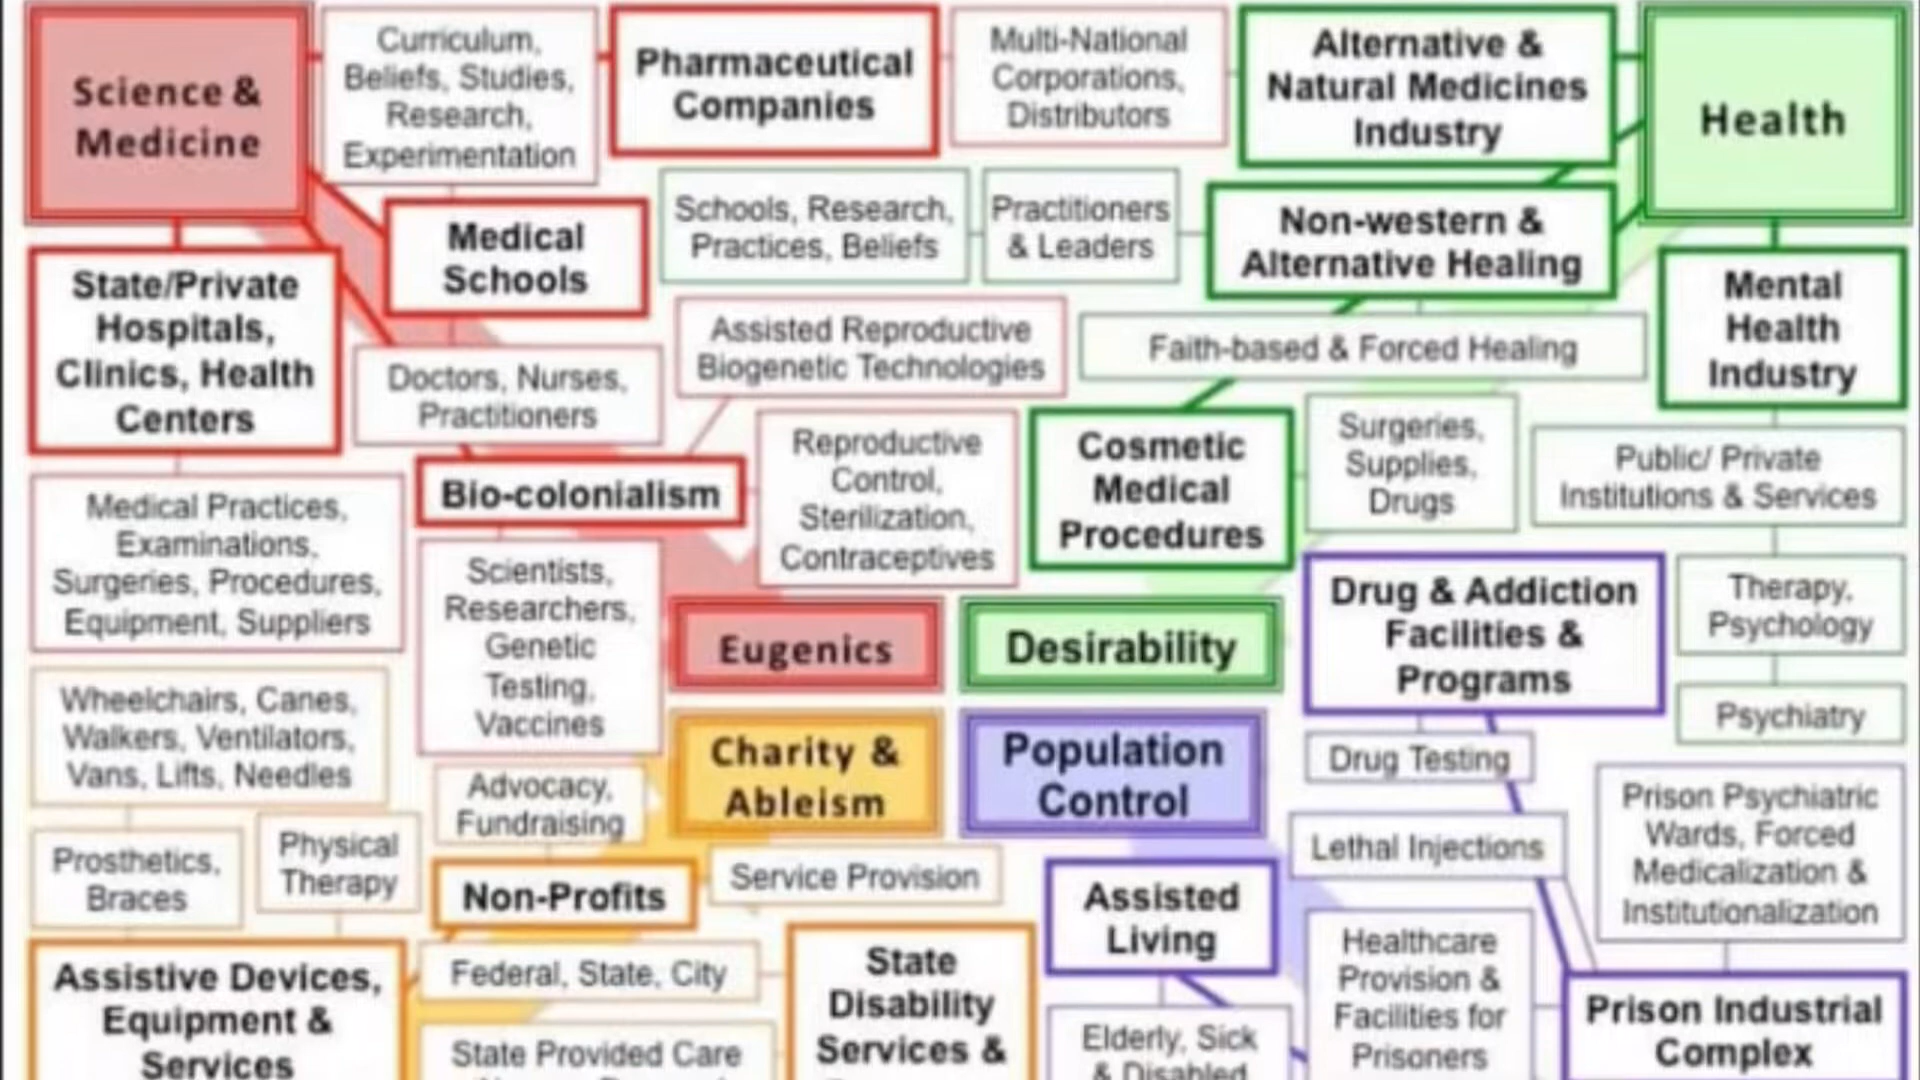 Science &
Medicine
Curriculum,
Beliefs, Studies,
Research,
Experimentation
Pharmaceutical
Companies
Multi-National
Corporations,
Distributors
Alternative &
Natural Medicines
Industry
Health
Medical
Schools
Schools, Research,
Practices, Beliefs
Practitioners
& Leaders
Non-western &
Alternative Healing
State/Private
Hospitals,
Clinics, Health
Centers
Doctors, Nurses,
Practitioners
Assisted Reproductive
Biogenetic Technologies
Faith-based & Forced Healing
Mental
Health
Industry
Bio-colonialism
Reproductive
Control,
Sterilization,
Contraceptives
Cosmetic
Medical
Procedures
Surgeries,
Supplies,
Drugs
Public/ Private
Institutions & Services
Medical Practices,
Examinations,
Surgeries, Procedures,
Equipment, Suppliers
Scientists,
Researchers,
Genetic
Testing,
Vaccines
Eugenics
Desirability
Drug & Addiction
Facilities &
Programs
Therapy,
Psychology
Psychiatry
Wheelchairs, Canes,
Walkers, Ventilators,
Vans, Lifts, Needles
Advocacy,
Fundraising
Charity &
Ableism
Population
Control
Drug Testing
Prison Psychiatric
Wards, Forced
Medicalization &
Institutionalization
Prosthetics,
Braces
Physical
Therapy
Non-Profits
Service Provision
Assisted
Living
Lethal Injections
Assistive Devices,
Equipment &
Services
Federal, State, City
State Provided Care
State
Disability
Services &
Elderly, Sick
& Disabled
Healthcare
Provision &
Facilities for
Prisoners
Prison Industrial
Complex